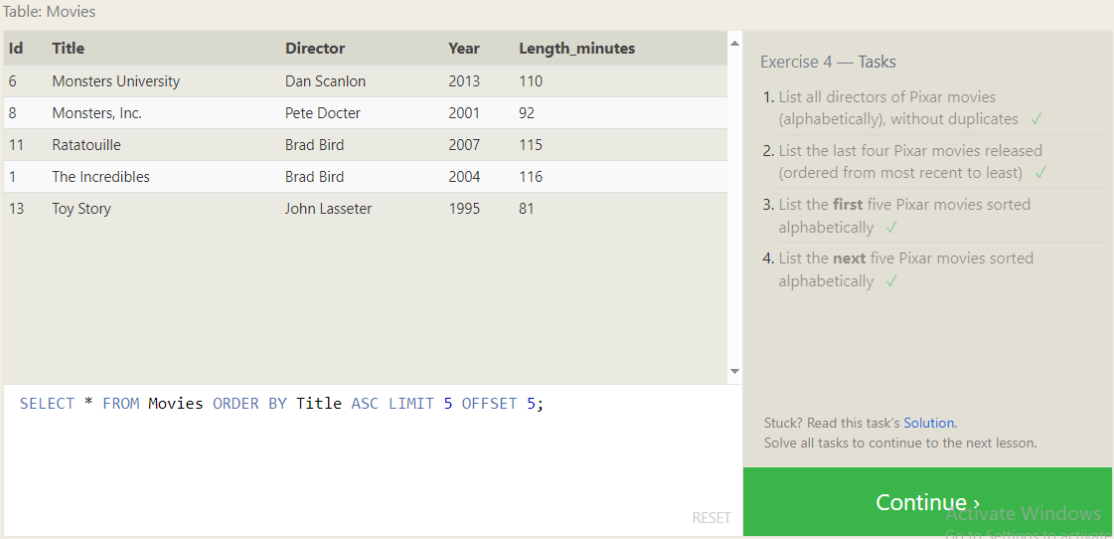 Table: Movies
Id Title Director Year Length_minutes
6 Monsters University Dan Scanlon 2013 110
8 Monsters, Inc. Pete Docter 2001 92
11 Ratatouille Brad Bird 2007 115
1 The Incredibles Brad Bird 2004 116
13 Toy Story John Lasseter 1995 81
SELECT * FROM Movies ORDER BY Title ASC LIMIT 5 OFFSET 5;
RESET
Exercise 4 — Tasks
1. List all directors of Pixar movies
(alphabetically), without duplicates ✓
2. List the last four Pixar movies released
(ordered from most recent to least) ✓
3. List the first five Pixar movies sorted
alphabetically ✓
4. List the next five Pixar movies sorted
alphabetically ✓
Stuck? Read this task's Solution.
Solve all tasks to continue to the next lesson.
Continue ›
Activate Windows
Go to Settings to activate